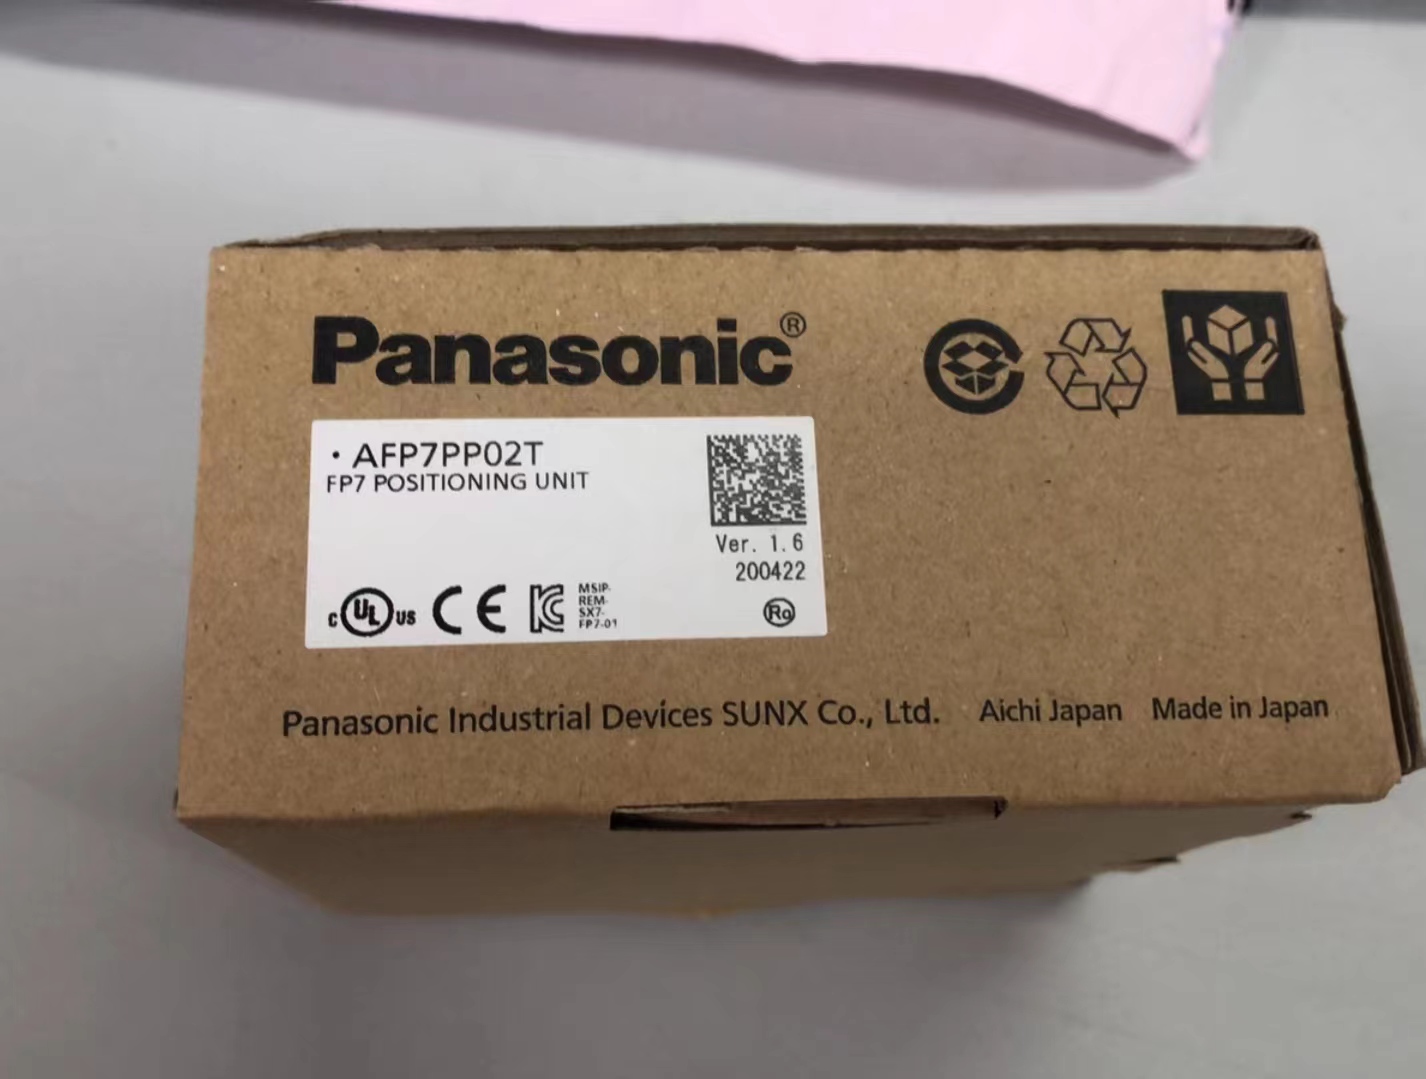 Panasonic®
• AFP7PP02T
FP7 POSITIONING UNIT
Ver. 1.6
200422
C UL US CE
MSIP-
REM-
SX7-
FP7-01
Panasonic Industrial Devices SUNX Co., Ltd. Aichi Japan Made in Japan